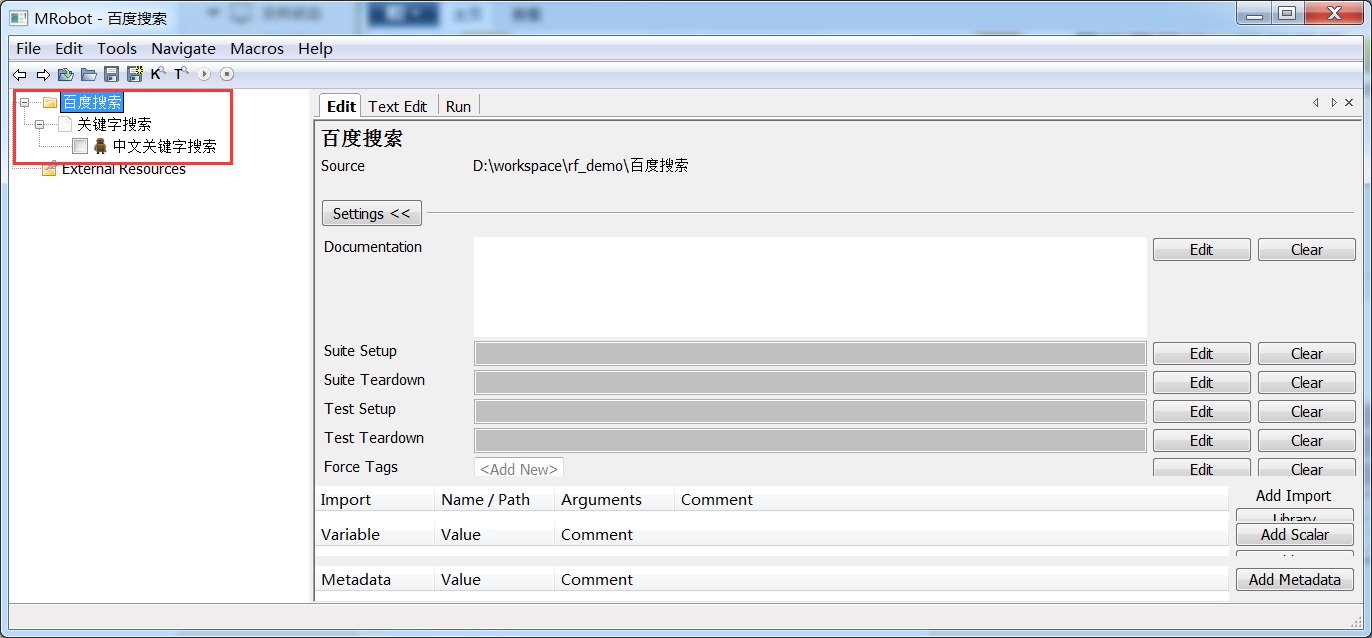 MRobot - 百度搜索
File Edit Tools Navigate Macros Help
K T
百度搜索
关键字搜索
中文关键字搜索
External Resources
Edit Text Edit Run
百度搜索
Source D:\workspace\rf_demo\百度搜索
Settings <<
Documentation Edit Clear
Suite Setup Edit Clear
Suite Teardown Edit Clear
Test Setup Edit Clear
Test Teardown Edit Clear
Force Tags <Add New> Edit Clear
Import Name / Path Arguments Comment Add Import
Library
Variable Value Comment Add Scalar
Metadata Value Comment Add Metadata